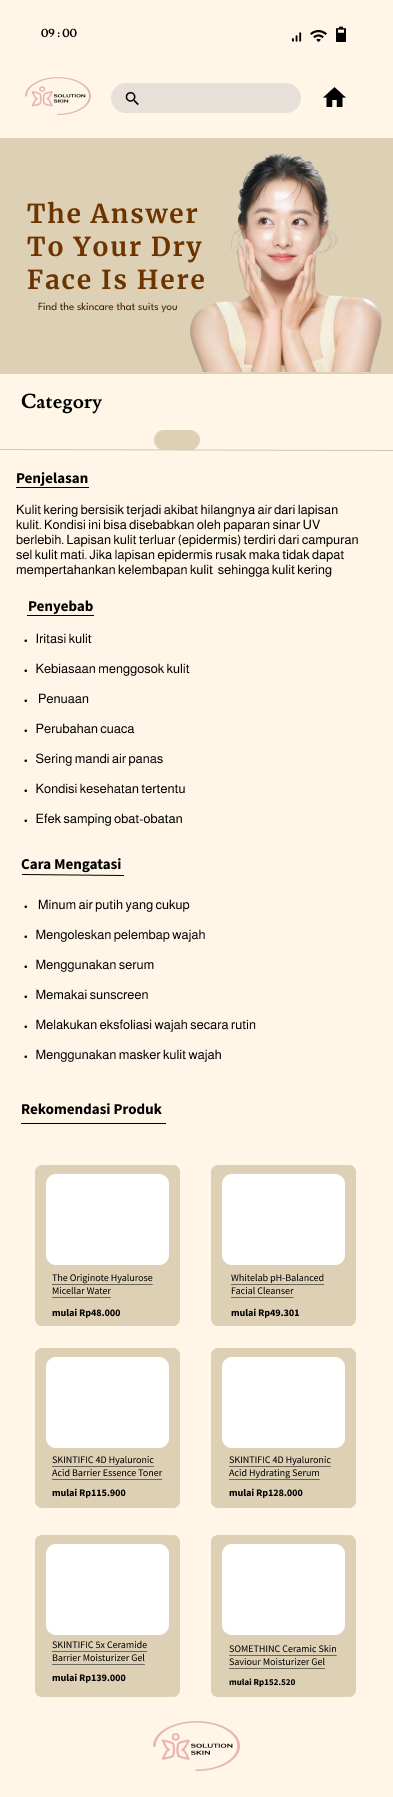 09 : 00
SOLUTION
SKIN
The Answer
To Your Dry
Face Is Here
Find the skincare that suits you
Category
Penjelasan
Kulit kering bersisik terjadi akibat hilangnya air dari lapisan
kulit. Kondisi ini bisa disebabkan oleh paparan sinar UV
berlebih. Lapisan kulit terluar (epidermis) terdiri dari campuran
sel kulit mati. Jika lapisan epidermis rusak maka tidak dapat
mempertahankan kelembapan kulit  sehingga kulit kering
Penyebab
• Iritasi kulit
• Kebiasaan menggosok kulit
• Penuaan
• Perubahan cuaca
• Sering mandi air panas
• Kondisi kesehatan tertentu
• Efek samping obat-obatan
Cara Mengatasi
• Minum air putih yang cukup
• Mengoleskan pelembap wajah
• Menggunakan serum
• Memakai sunscreen
• Melakukan eksfoliasi wajah secara rutin
• Menggunakan masker kulit wajah
Rekomendasi Produk
The Originote Hyalurose
Micellar Water
mulai Rp48.000
Whitelab pH-Balanced
Facial Cleanser
mulai Rp49.301
SKINTIFIC 4D Hyaluronic
Acid Barrier Essence Toner
mulai Rp115.900
SKINTIFIC 4D Hyaluronic
Acid Hydrating Serum
mulai Rp128.000
SKINTIFIC 5x Ceramide
Barrier Moisturizer Gel
mulai Rp139.000
SOMETHINC Ceramic Skin
Saviour Moisturizer Gel
mulai Rp152.520
SOLUTION
SKIN